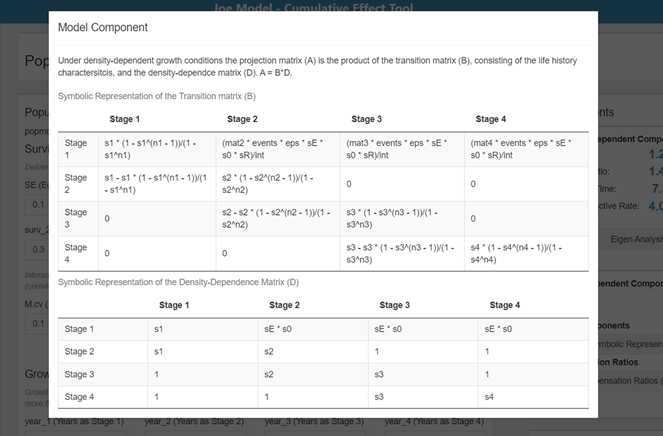 Joe Model - Cumulative Effect Tool
Model Component
Under density-dependent growth conditions the projection matrix (A) is the product of the transition matrix (B), consisting of the life history
charactersitcis, and the density-dependce matrix (D). A = B*D.
Symbolic Representation of the Transition matrix (B)
Stage 1 Stage 2 Stage 3 Stage 4
Stage 1 s1 * (1 - s1^(n1 - 1))/(1 - s1^n1) (mat2 * events * eps * sE * s0 * sR)/int (mat3 * events * eps * sE * s0 * sR)/int (mat4 * events * eps * sE * s0 * sR)/int
Stage 2 s1 - s1 * (1 - s1^(n1 - 1))/(1 - s1^n1) s2 * (1 - s2^(n2 - 1))/(1 - s2^n2) 0 0
Stage 3 0 s2 - s2 * (1 - s2^(n2 - 1))/(1 - s2^n2) s3 * (1 - s3^(n3 - 1))/(1 - s3^n3) 0
Stage 4 0 0 s3 - s3 * (1 - s3^(n3 - 1))/(1 - s3^n3) s4 * (1 - s4^(n4 - 1))/(1 - s4^n4)
Symbolic Representation of the Density-Dependence Matrix (D)
Stage 1 Stage 2 Stage 3 Stage 4
Stage 1 s1 sE * s0 sE * s0 sE * s0
Stage 2 s1 s2 1 1
Stage 3 1 s2 s3 1
Stage 4 1 1 s3 s4
Pop
Popu
popmo
Survi
Define
SE (E
0.1
surv_2
0.3
Interan
(correla
M.cv (
0.1
Grow
Growth
year_1 (Years as Stage 1) year_2 (Years as Stage 2) year_3 (Years as Stage 3) year_4 (Years as Stage 4)
nts
ependent Compo
1.2
tio: 1.4
ime: 7.
ctive Rate: 4.0
Eigen Analysi
pendent Compor
ponents
mbolic Represen
ion Ratios
pensation Ratios (